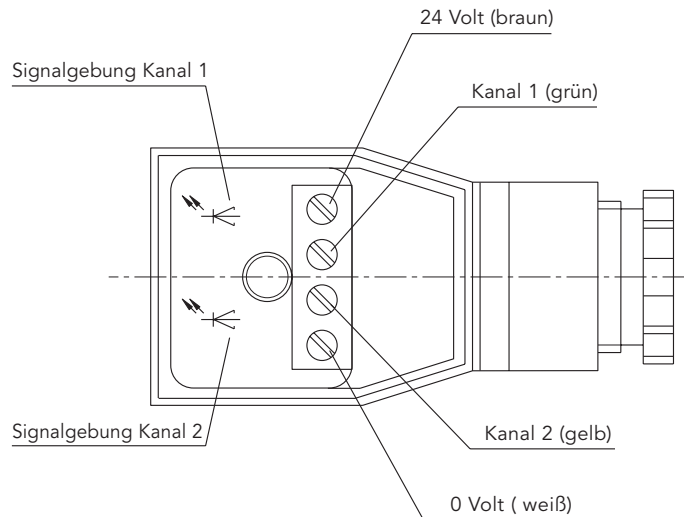 24 Volt (braun)
Signalgebung Kanal 1
Kanal 1 (grün)
Signalgebung Kanal 2
Kanal 2 (gelb)
0 Volt ( weiß)